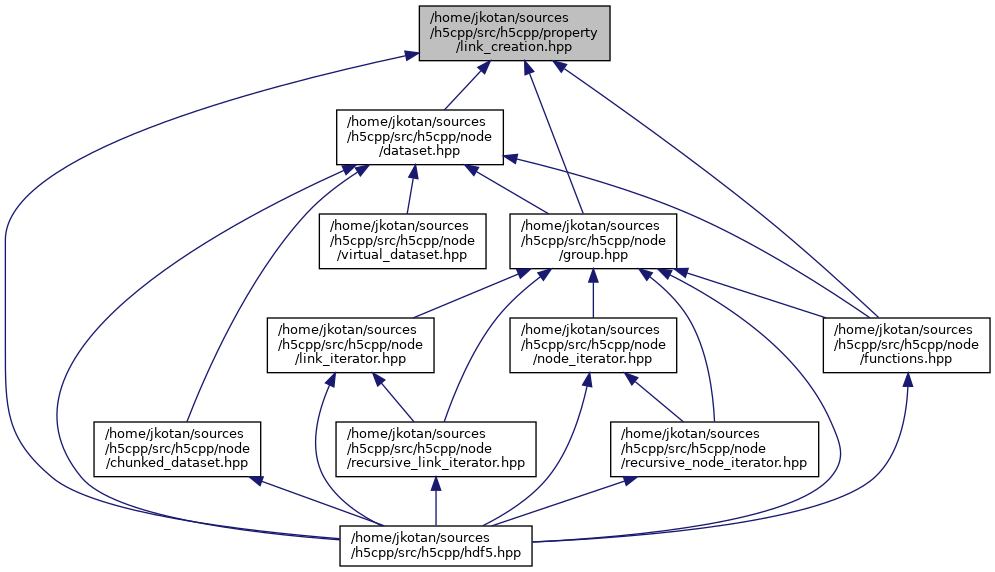 /home/jkotan/sources
/h5cpp/src/h5cpp/property
/link_creation.hpp
/home/jkotan/sources
/h5cpp/src/h5cpp/node
/dataset.hpp
/home/jkotan/sources
/h5cpp/src/h5cpp/node
/virtual_dataset.hpp
/home/jkotan/sources
/h5cpp/src/h5cpp/node
/group.hpp
/home/jkotan/sources
/h5cpp/src/h5cpp/node
/link_iterator.hpp
/home/jkotan/sources
/h5cpp/src/h5cpp/node
/node_iterator.hpp
/home/jkotan/sources
/h5cpp/src/h5cpp/node
/functions.hpp
/home/jkotan/sources
/h5cpp/src/h5cpp/node
/chunked_dataset.hpp
/home/jkotan/sources
/h5cpp/src/h5cpp/node
/recursive_link_iterator.hpp
/home/jkotan/sources
/h5cpp/src/h5cpp/node
/recursive_node_iterator.hpp
/home/jkotan/sources
/h5cpp/src/h5cpp/hdf5.hpp